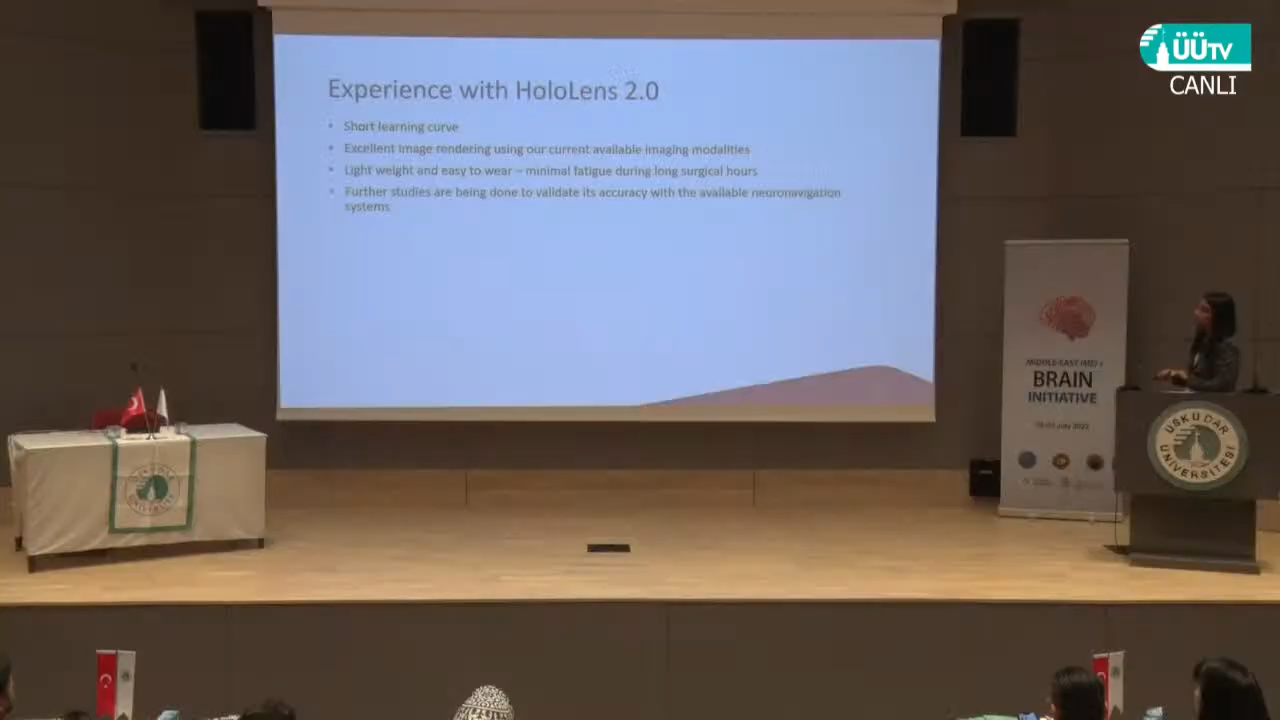 ÜÜTV
CANLI
Experience with HoloLens 2.0
• Short learning curve
• Excellent image rendering using our current available imaging modalities
• Light weight and easy to wear – minimal fatigue during long surgical hours
• Further studies are being done to validate its accuracy with the available neuronavigation
systems
BRAIN
INITIATIVE
ÜSKÜDAR
ÜNİVERSİTESİ